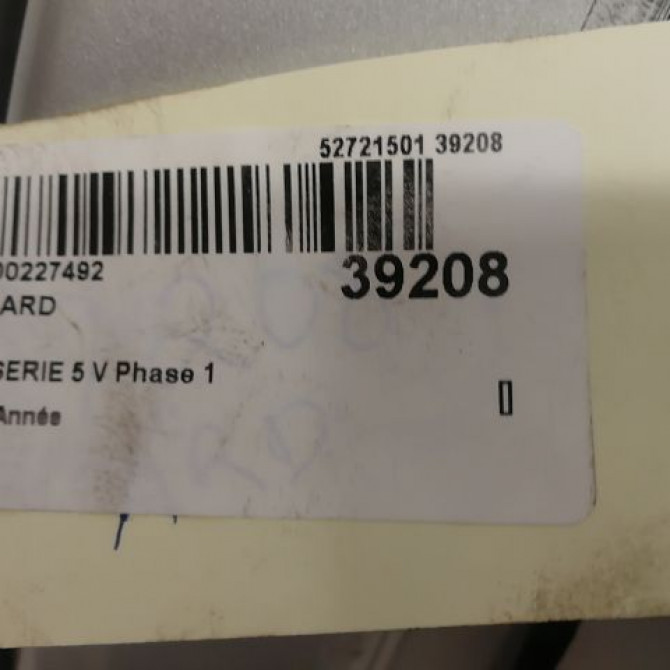 52721501 39208
00227492
39208
ARD
SERIE 5 V Phase 1
Année